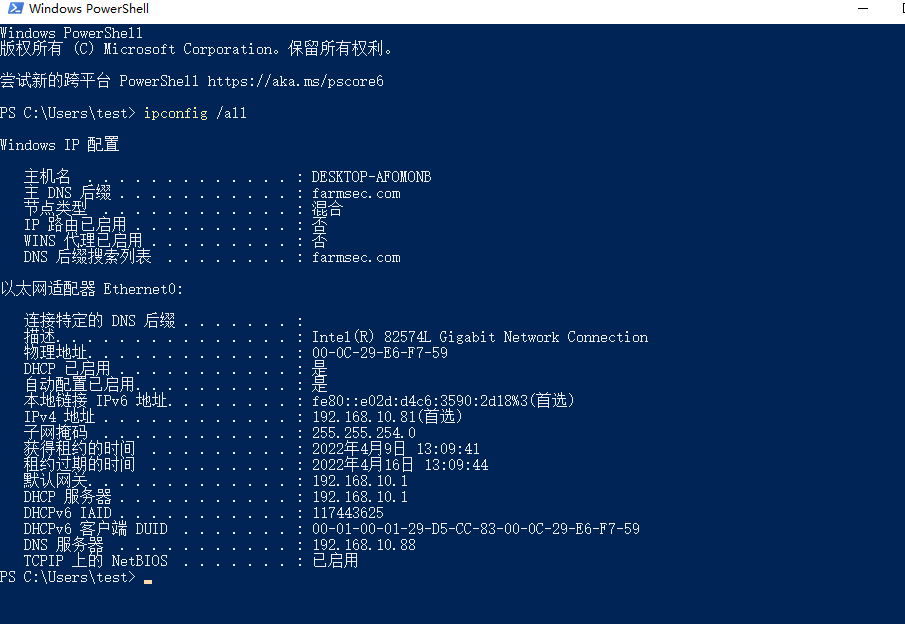 Windows PowerShell
Windows PowerShell
版权所有 (C) Microsoft Corporation。保留所有权利。
尝试新的跨平台 PowerShell https://aka.ms/pscore6
PS C:\Users\test> ipconfig /all
Windows IP 配置
主机名 . . . . . . . . . . . . . : DESKTOP-AFOMONB
主 DNS 后缀 . . . . . . . . . . . : farmsec.com
节点类型 . . . . . . . . . . . . : 混合
IP 路由已启用 . . . . . . . . . . : 否
WINS 代理已启用 . . . . . . . . . : 否
DNS 后缀搜索列表 . . . . . . . . : farmsec.com
以太网适配器 Ethernet0:
连接特定的 DNS 后缀 . . . . . . . :
描述. . . . . . . . . . . . . . . : Intel(R) 82574L Gigabit Network Connection
物理地址. . . . . . . . . . . . . : 00-0C-29-E6-F7-59
DHCP 已启用 . . . . . . . . . . . : 是
自动配置已启用. . . . . . . . . . : 是
本地链接 IPv6 地址. . . . . . . . : fe80::e02d:d4c6:3590:2d18%3(首选)
IPv4 地址 . . . . . . . . . . . . : 192.168.10.81(首选)
子网掩码 . . . . . . . . . . . . : 255.255.254.0
获得租约的时间 . . . . . . . . . : 2022年4月9日 13:09:41
租约过期的时间 . . . . . . . . . : 2022年4月16日 13:09:44
默认网关. . . . . . . . . . . . . : 192.168.10.1
DHCP 服务器 . . . . . . . . . . . : 192.168.10.1
DHCPv6 IAID . . . . . . . . . . . : 117443625
DHCPv6 客户端 DUID . . . . . . . : 00-01-00-01-29-D5-CC-83-00-0C-29-E6-F7-59
DNS 服务器 . . . . . . . . . . . : 192.168.10.88
TCPIP 上的 NetBIOS . . . . . . . : 已启用
PS C:\Users\test>